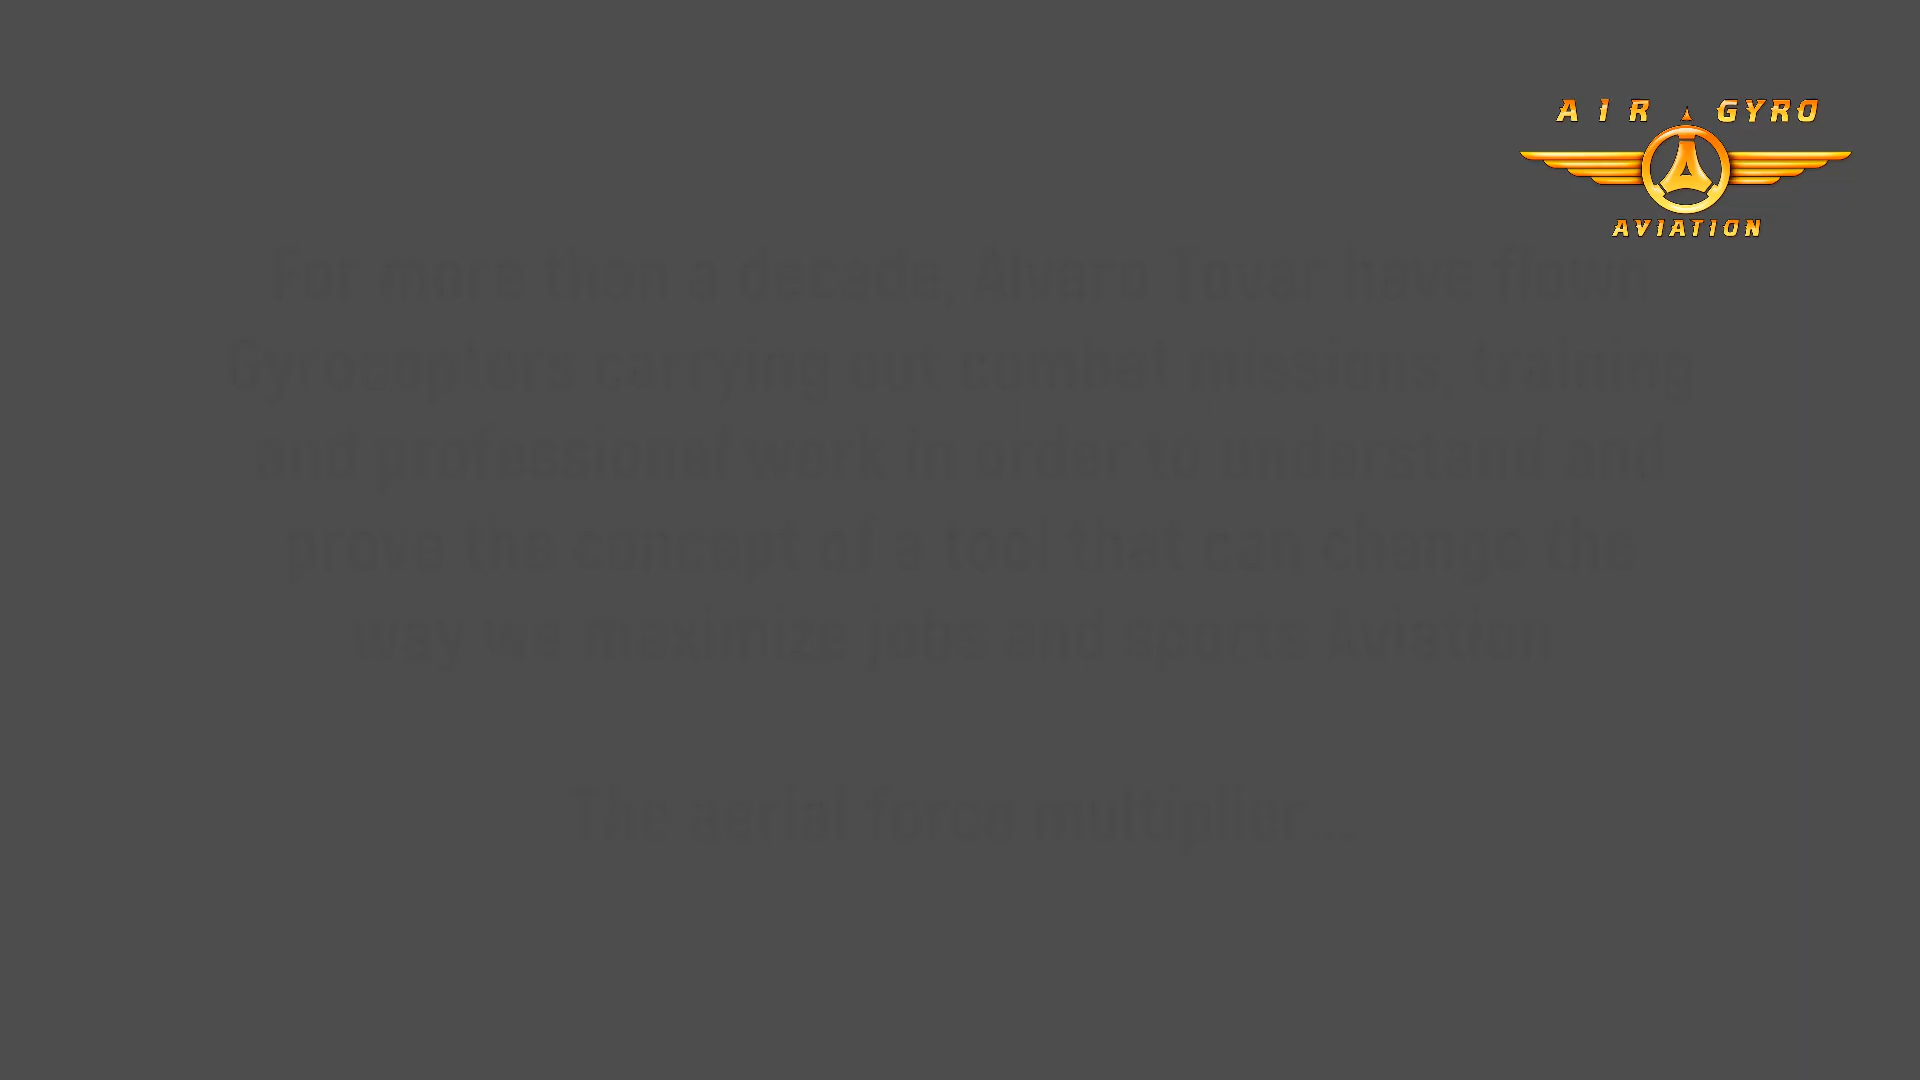 AIR GYRO
AVIATION
For more than a decade, Alvaro Tovar have flown
Gyrocopters carrying out combat missions, training
and professional work in order to understand and
prove the concept of a tool that can change the
way we maximize jobs and sports Aviation
The aerial force multiplier...